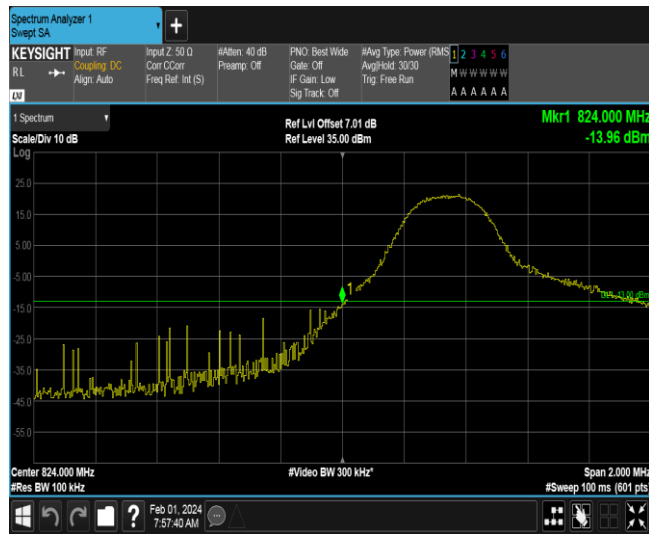 Spectrum Analyzer 1
Swept SA
+
KEYSIGHT
RL
LXI
Input: RF
Coupling: DC
Align: Auto
Input Z: 50 Ω
Corr CCorr
Freq Ref: Int (S)
#Atten: 40 dB
Preamp: Off
PNO: Best Wide
Gate: Off
IF Gain: Low
Sig Track: Off
#Avg Type: Power (RMS
Avg|Hold: 30/30
Trig: Free Run
1 2 3 4 5 6
M W W W W W
A A A A A A
1 Spectrum
Scale/Div 10 dB
Log
Ref Lvl Offset 7.01 dB
Ref Level 35.00 dBm
Mkr1 824.000 MHz
-13.96 dBm
25.0
15.0
5.00
-5.00
-15.0
-25.0
-35.0
-45.0
-55.0
1
Center 824.000 MHz
#Res BW 100 kHz
#Video BW 300 kHz*
Span 2.000 MHz
#Sweep 100 ms (601 pts
?
Feb 01, 2024
7:57:40 AM